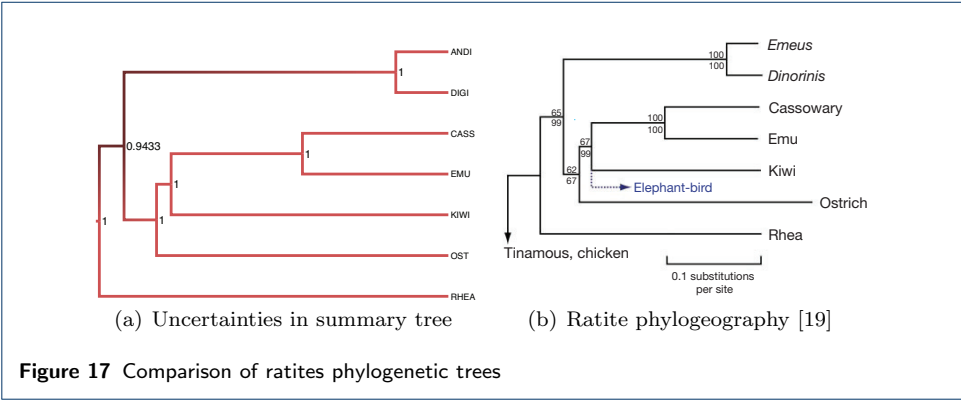 ANDI
1
DIGI
CASS
0.9433
1
EMU
1
KIWI
1
1
OST
RHEA
(a) Uncertainties in summary tree
Emeus
100
100
Dinorinis
Cassowary
65
99
100
100
Emu
67
99
Kiwi
62
67
Elephant-bird
Ostrich
Rhea
Tinamous, chicken
0.1 substitutions
per site
(b) Ratite phylogeography [19]
Figure 17 Comparison of ratites phylogenetic trees